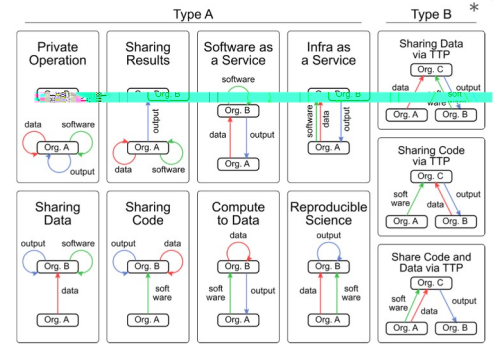 Type A
Type B
*
Private
Operation
Org. A
data
software
output
Sharing
Results
Org. B
output
Org. A
data
software
Software as
a Service
software
Org. B
data
output
Org. A
Infra as
a Service
Org. B
software
data
output
Org. A
Sharing Data
via TTP
Org. C
data
soft
ware
output
Org. A
Org. B
Sharing
Data
output
software
Org. B
data
Org. A
Sharing
Code
output
data
Org. B
soft
ware
Org. A
Compute
to Data
data
Org. B
soft
ware
output
Org. A
Reproducible
Science
output
Org. B
data
soft
ware
Org. A
Sharing Code
via TTP
Org. C
soft
ware
data
output
Org. A
Org. B
Share Code and
Data via TTP
Org. C
soft
ware
data
output
Org. A
Org. B